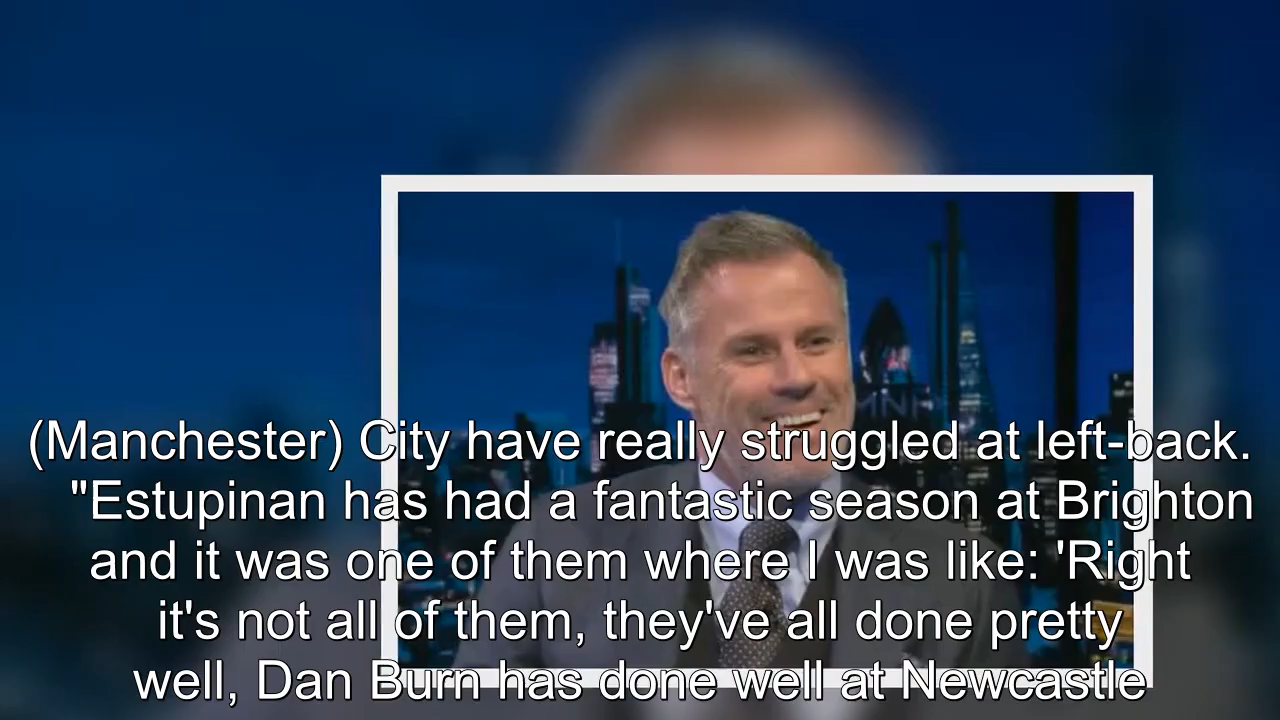 (Manchester) City have really struggled at left-back.
"Estupinan has had a fantastic season at Brighton
and it was one of them where I was like: 'Right
it's not all of them, they've all done pretty
well, Dan Burn has done well at Newcastle